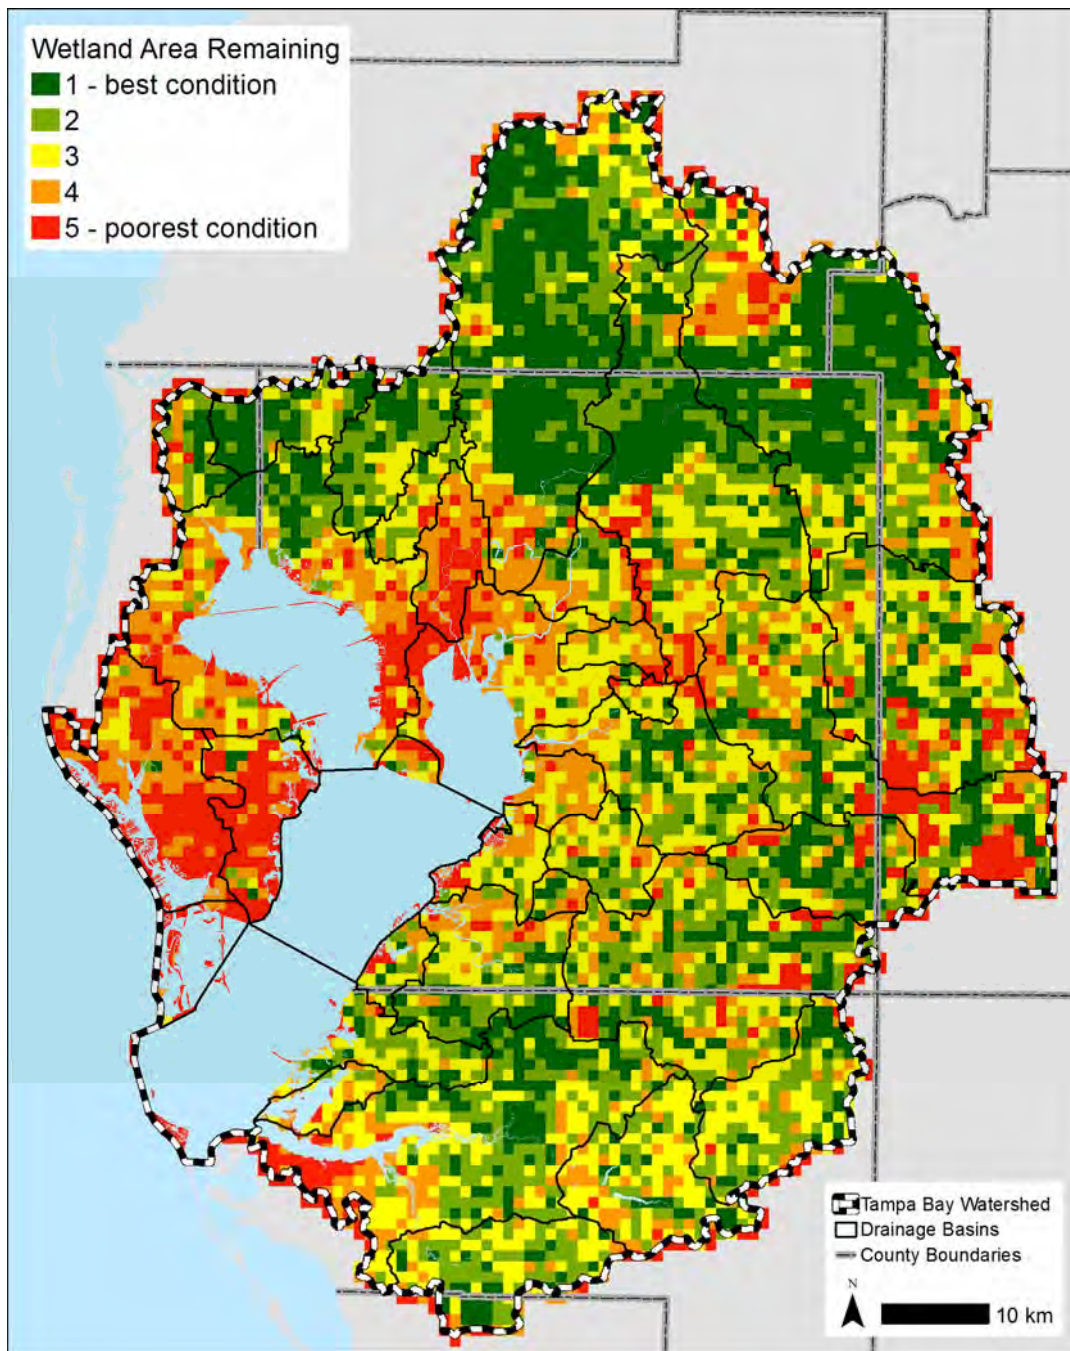 Wetland Area Remaining
1 - best condition
2
3
4
5 - poorest condition
Tampa Bay Watershed
Drainage Basins
County Boundaries
N
10 km